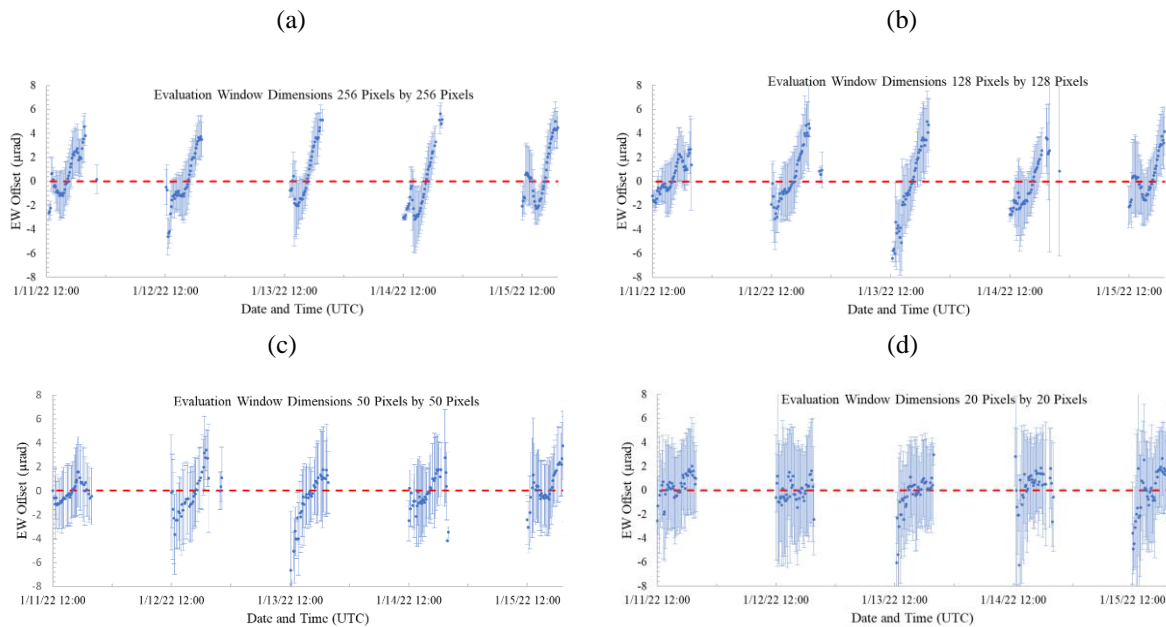 (a)
Evaluation Window Dimensions 256 Pixels by 256 Pixels
EW Offset (µrad)
8
6
4
2
0
-2
-4
-6
-8
1/11/22 12:00 1/12/22 12:00 1/13/22 12:00 1/14/22 12:00 1/15/22 12:00
Date and Time (UTC)
(b)
Evaluation Window Dimensions 128 Pixels by 128 Pixels
EW Offset (µrad)
8
6
4
2
0
-2
-4
-6
-8
1/11/22 12:00 1/12/22 12:00 1/13/22 12:00 1/14/22 12:00 1/15/22 12:00
Date and Time (UTC)
(c)
Evaluation Window Dimensions 50 Pixels by 50 Pixels
EW Offset (µrad)
8
6
4
2
0
-2
-4
-6
-8
1/11/22 12:00 1/12/22 12:00 1/13/22 12:00 1/14/22 12:00 1/15/22 12:00
Date and Time (UTC)
(d)
Evaluation Window Dimensions 20 Pixels by 20 Pixels
EW Offset (µrad)
8
6
4
2
0
-2
-4
-6
-8
1/11/22 12:00 1/12/22 12:00 1/13/22 12:00 1/14/22 12:00 1/15/22 12:00
Date and Time (UTC)